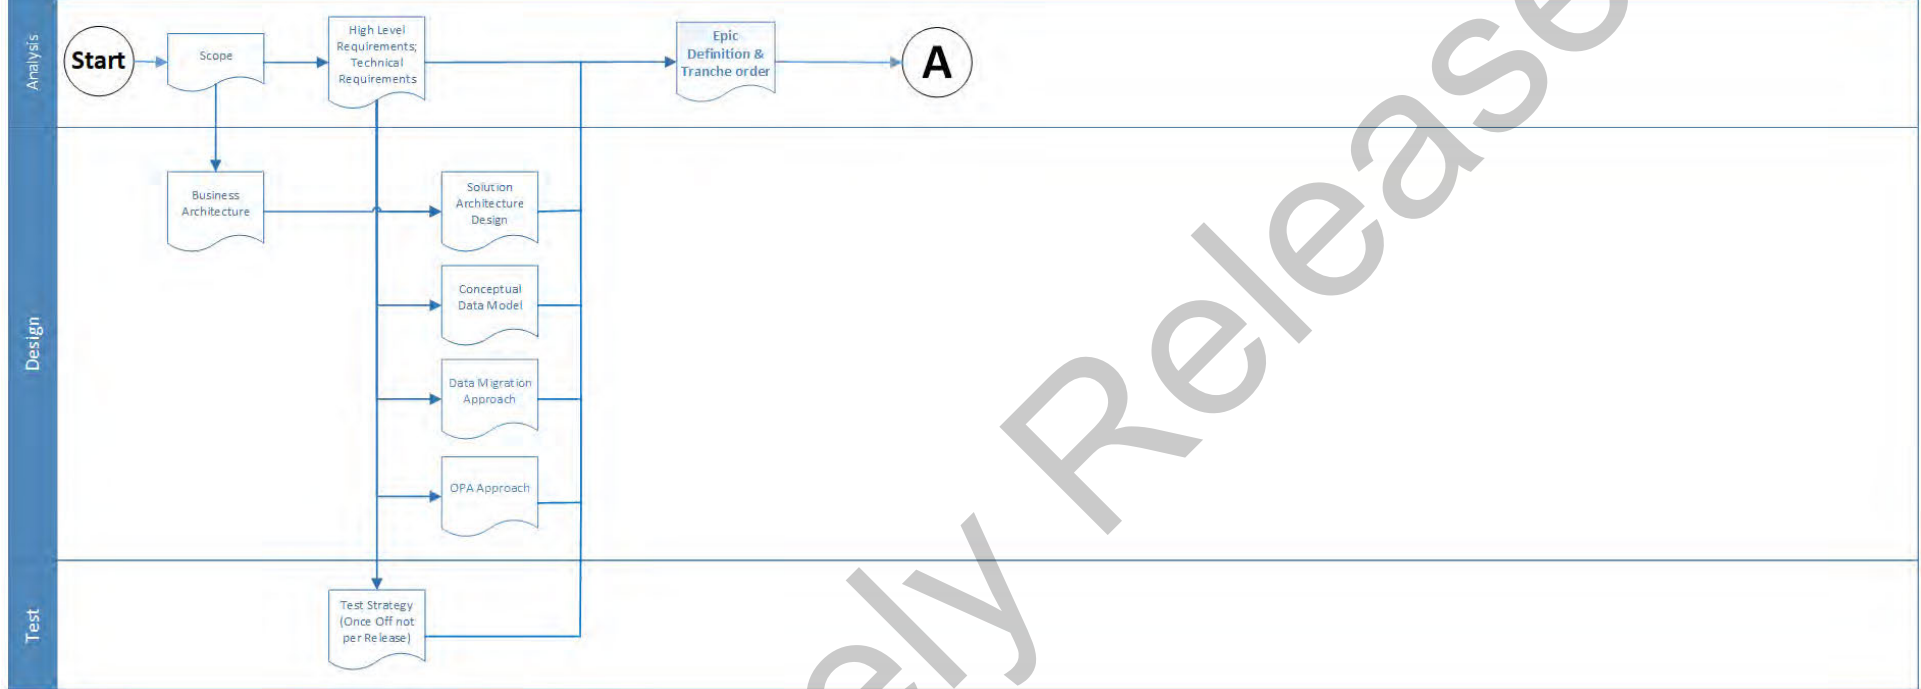 Analysis
Start
Scope
High Level
Requirements;
Technical
Requirements
Epic
Definition &
Tranche order
A
Design
Business
Architecture
Solution
Architecture
Design
Conceptual
Data Model
Data Migration
Approach
OPA Approach
Test
Test Strategy
(Once Off not
per Release)
ely Release